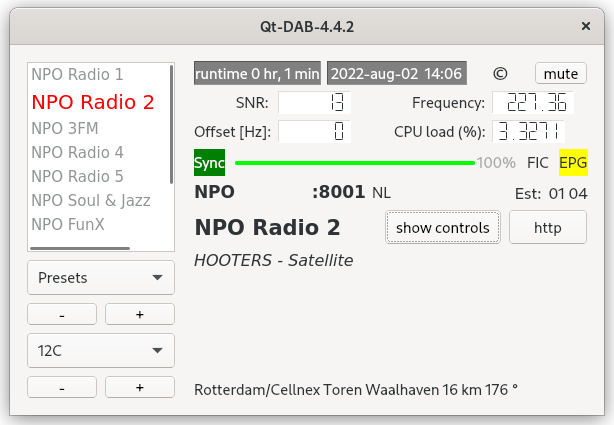 Qt-DAB-4.4.2
×
NPO Radio 1
NPO Radio 2
NPO 3FM
NPO Radio 4
NPO Radio 5
NPO Soul & Jazz
NPO FunX
Presets
- +
12C
- +
runtime 0 hr, 1 min 2022-aug-02 14:06 © mute
SNR: 13 Frequency: 227.36
Offset [Hz]: 0 CPU load (%): 3.3271
Sync 100% FIC EPG
NPO :8001 NL Est: 01 04
NPO Radio 2 show controls http
HOOTERS - Satellite
Rotterdam/Cellnex Toren Waalhaven 16 km 176 °